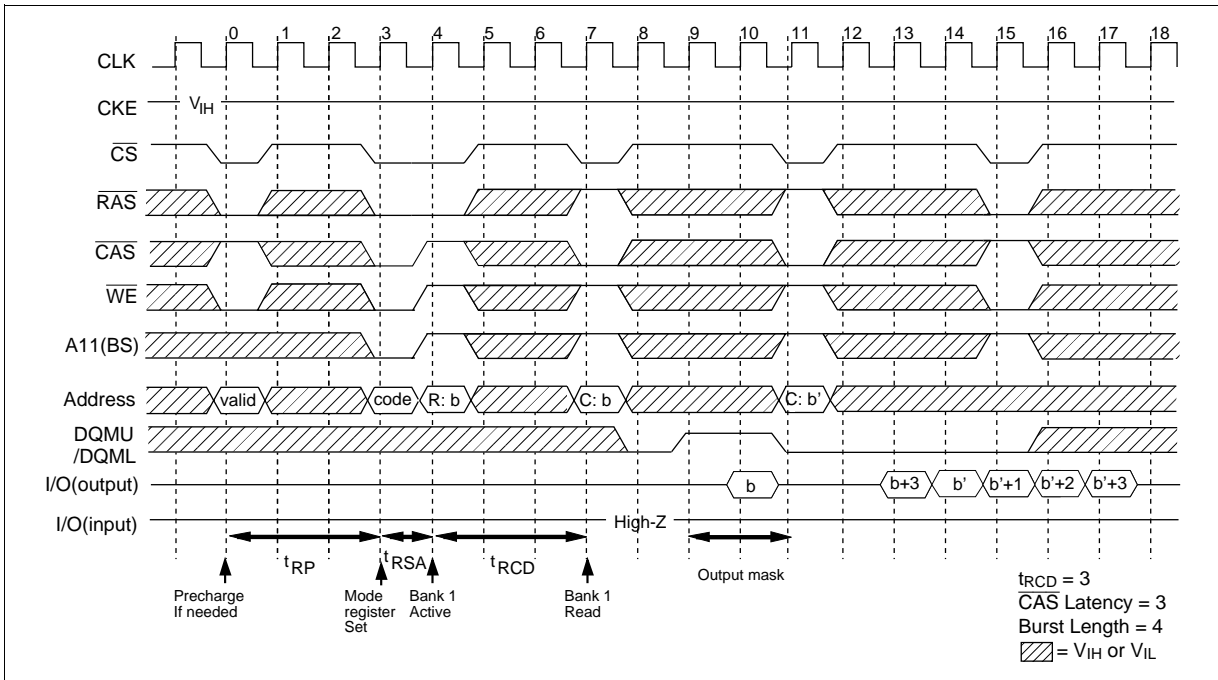 0 1 2 3 4 5 6 7 8 9 10 11 12 13 14 15 16 17 18
CLK
CKE VIH
CS
RAS
CAS
WE
A11(BS)
Address valid code R: b C: b C: b'
DQMU
/DQML
I/O(output) b b+3 b' b'+1 b'+2 b'+3
I/O(input) High-Z
tRP tRSA tRCD Output mask
Precharge
If needed
Mode
register
Set
Bank 1
Active
Bank 1
Read
tRCD = 3
CAS Latency = 3
Burst Length = 4
= VIH or VIL